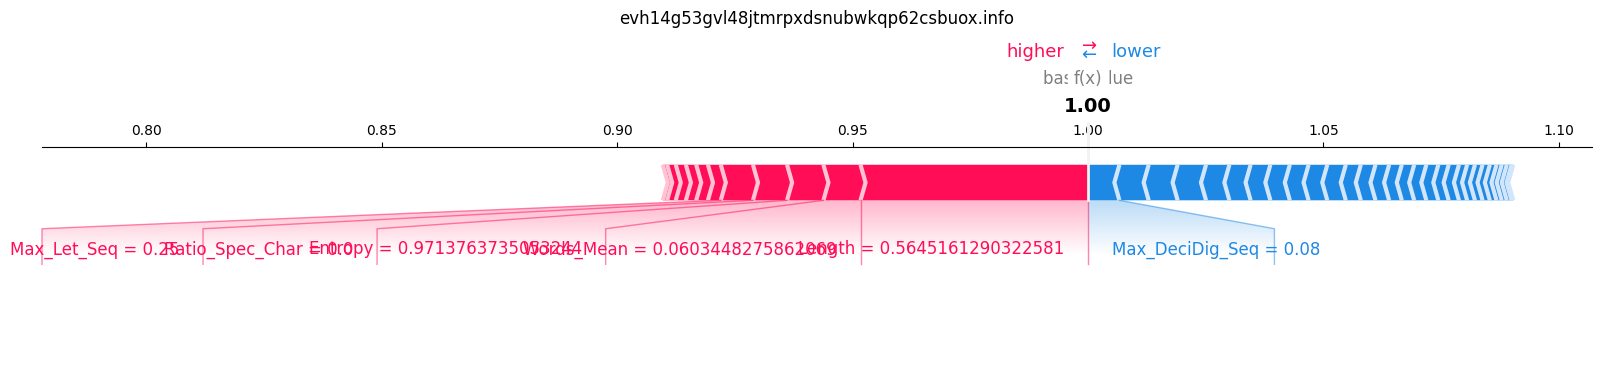 evh14g53gvl48jtmrpxdsnubwkqp62csbuox.info
higher ⇄ lower
bas f(x) lue
1.00
0.80 0.85 0.90 0.95 1.00 1.05 1.10
Max_Let_Seq = 0.25 Ratio_Spec_Char = 0.0 Entropy = 0.9713763735053244 Words_Mean = 0.0603448275862069 Length = 0.5645161290322581 Max_DeciDig_Seq = 0.08